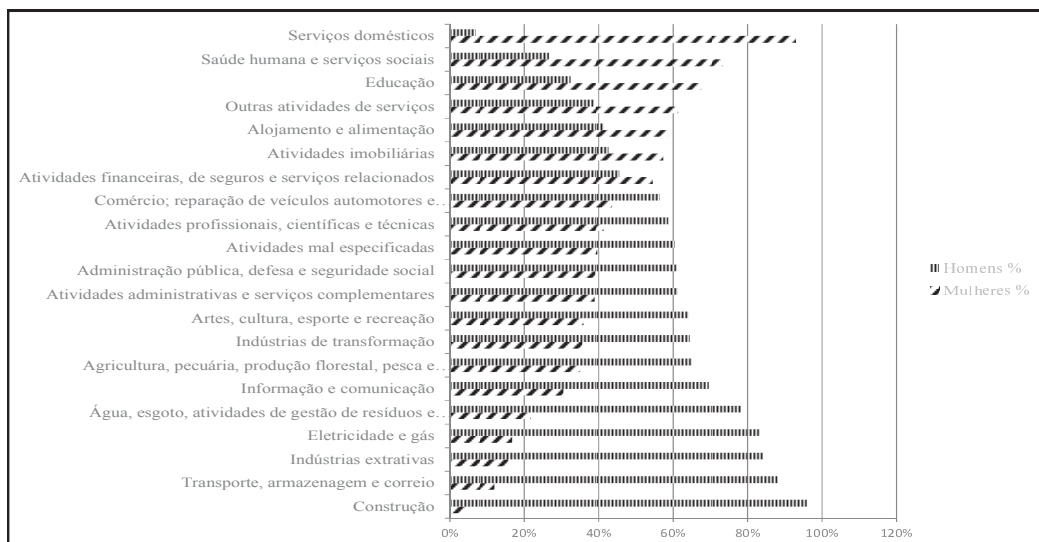 Serviços domésticos
Saúde humana e serviços sociais
Educação
Outras atividades de serviços
Alojamento e alimentação
Atividades imobiliárias
Atividades financeiras, de seguros e serviços relacionados
Comércio; reparação de veículos automotores e..
Atividades profissionais, científicas e técnicas
Atividades mal especificadas
Administração pública, defesa e seguridade social
Atividades administrativas e serviços complementares
Artes, cultura, esporte e recreação
Indústrias de transformação
Agricultura, pecuária, produção florestal, pesca e..
Informação e comunicação
Água, esgoto, atividades de gestão de resíduos e..
Eletricidade e gás
Indústrias extrativas
Transporte, armazenagem e correio
Construção
0% 20% 40% 60% 80% 100% 120%
Homens %
Mulheres %